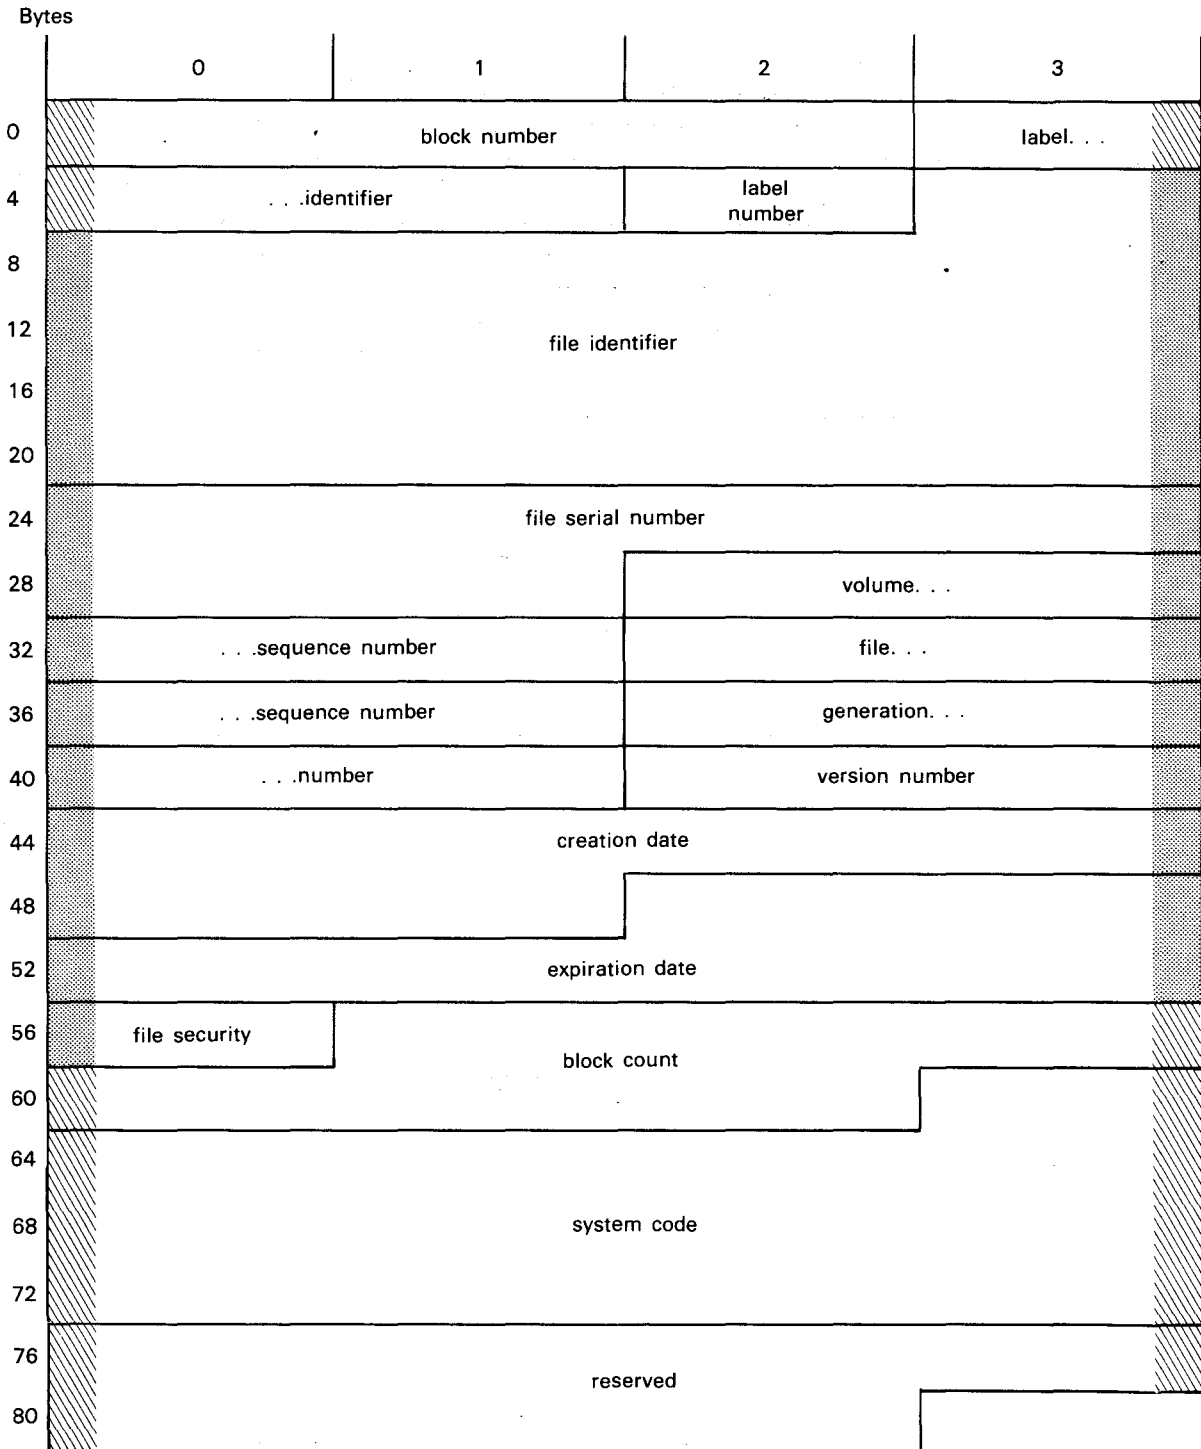 Bytes
0 1 2 3
0 block number label. . .
4 . . .identifier label number
8
12 file identifier
16
20
24 file serial number
28 volume. . .
32 . . .sequence number file. . .
36 . . .sequence number generation. . .
40 . . .number version number
44 creation date
48
52 expiration date
56 file security
block count
60
64
68 system code
72
76
reserved
80